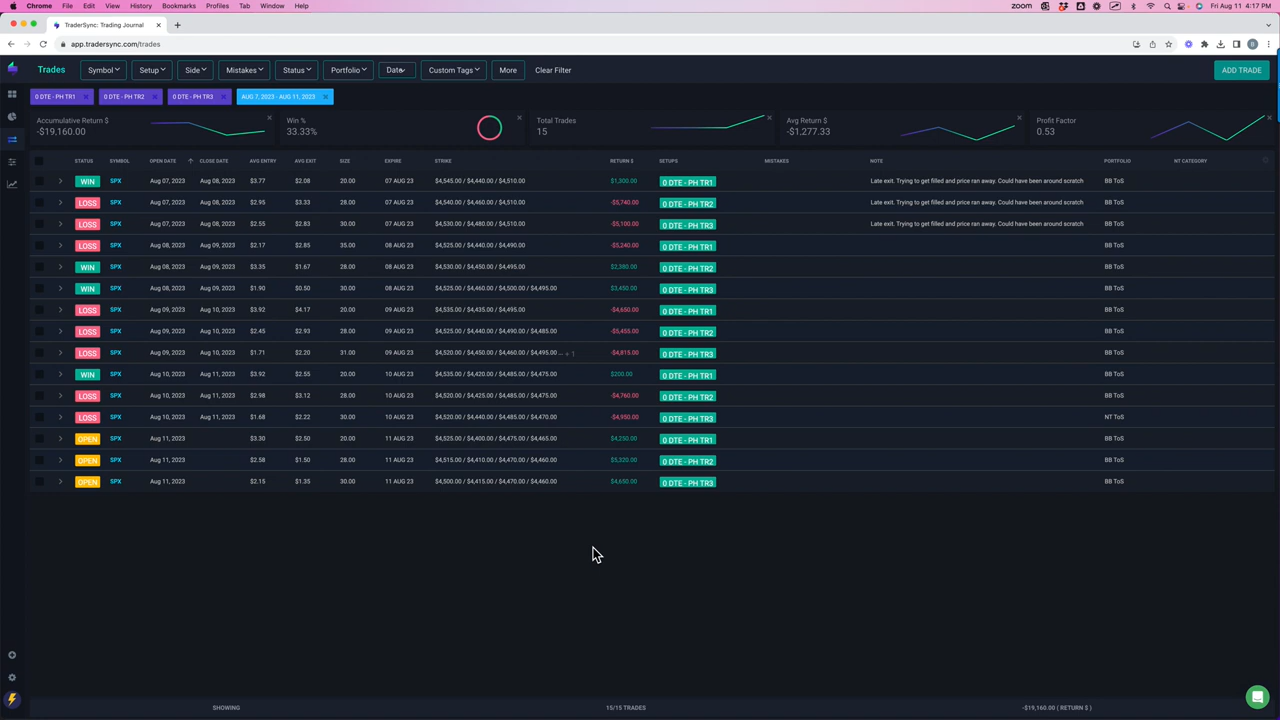 Chrome File Edit View History Bookmarks Profiles Tab Window Help zoom Fri Aug 11 4:17 PM
TraderSync: Trading Journal
app.tradersync.com/trades
Trades Symbol Setup Side Mistakes Status Portfolio Date Custom Tags More Clear Filter ADD TRADE
0 DTE - PH TR1 0 DTE - PH TR2 0 DTE - PH TR3 AUG 7, 2023 - AUG 11, 2023
Accumulative Return $ Win % Total Trades Avg Return $ Profit Factor
-$19,160.00 33.33% 15 -$1,277.33 0.53
STATUS SYMBOL OPEN DATE CLOSE DATE AVG ENTRY AVG EXIT SIZE EXPIRE STRIKE RETURN $ SETUPS MISTAKES NOTE PORTFOLIO NT CATEGORY
WIN SPX Aug 07, 2023 Aug 08, 2023 $3.77 $2.08 20.00 07 AUG 23 $4,545.00 / $4,440.00 / $4,510.00 $1,300.00 0 DTE - PH TR1 Late exit. Trying to get filled and price ran away. Could have been around scratch BB ToS
LOSS SPX Aug 07, 2023 Aug 08, 2023 $2.95 $3.33 28.00 07 AUG 23 $4,540.00 / $4,460.00 / $4,510.00 -$5,740.00 0 DTE - PH TR2 Late exit. Trying to get filled and price ran away. Could have been around scratch BB ToS
LOSS SPX Aug 07, 2023 Aug 08, 2023 $2.55 $2.83 30.00 07 AUG 23 $4,530.00 / $4,480.00 / $4,510.00 -$5,100.00 0 DTE - PH TR3 Late exit. Trying to get filled and price ran away. Could have been around scratch BB ToS
LOSS SPX Aug 08, 2023 Aug 09, 2023 $2.17 $2.85 35.00 08 AUG 23 $4,525.00 / $4,440.00 / $4,490.00 -$5,240.00 0 DTE - PH TR1 BB ToS
WIN SPX Aug 08, 2023 Aug 09, 2023 $3.35 $1.67 28.00 08 AUG 23 $4,530.00 / $4,450.00 / $4,495.00 $2,380.00 0 DTE - PH TR2 BB ToS
WIN SPX Aug 08, 2023 Aug 09, 2023 $1.90 $0.50 30.00 08 AUG 23 $4,525.00 / $4,460.00 / $4,500.00 / $4,495.00 $3,450.00 0 DTE - PH TR3 BB ToS
LOSS SPX Aug 09, 2023 Aug 10, 2023 $3.92 $4.17 20.00 09 AUG 23 $4,535.00 / $4,435.00 / $4,495.00 -$4,650.00 0 DTE - PH TR1 BB ToS
LOSS SPX Aug 09, 2023 Aug 10, 2023 $2.45 $2.93 28.00 09 AUG 23 $4,525.00 / $4,440.00 / $4,490.00 / $4,485.00 -$5,455.00 0 DTE - PH TR2 BB ToS
LOSS SPX Aug 09, 2023 Aug 10, 2023 $1.71 $2.20 31.00 09 AUG 23 $4,520.00 / $4,450.00 / $4,460.00 / $4,495.00 ... + 1 -$4,815.00 0 DTE - PH TR3 BB ToS
WIN SPX Aug 10, 2023 Aug 11, 2023 $3.92 $2.55 20.00 10 AUG 23 $4,535.00 / $4,420.00 / $4,485.00 / $4,475.00 $200.00 0 DTE - PH TR1 BB ToS
LOSS SPX Aug 10, 2023 Aug 11, 2023 $2.98 $3.12 28.00 10 AUG 23 $4,520.00 / $4,425.00 / $4,485.00 / $4,475.00 -$4,760.00 0 DTE - PH TR2 BB ToS
LOSS SPX Aug 10, 2023 Aug 11, 2023 $1.68 $2.22 30.00 10 AUG 23 $4,520.00 / $4,440.00 / $4,485.00 / $4,470.00 -$4,950.00 0 DTE - PH TR3 NT ToS
OPEN SPX Aug 11, 2023 $3.30 $2.50 20.00 11 AUG 23 $4,525.00 / $4,400.00 / $4,475.00 / $4,465.00 $4,250.00 0 DTE - PH TR1 BB ToS
OPEN SPX Aug 11, 2023 $2.58 $1.50 28.00 11 AUG 23 $4,515.00 / $4,410.00 / $4,470.00 / $4,460.00 $5,320.00 0 DTE - PH TR2 BB ToS
OPEN SPX Aug 11, 2023 $2.15 $1.35 30.00 11 AUG 23 $4,500.00 / $4,415.00 / $4,470.00 / $4,460.00 $4,650.00 0 DTE - PH TR3 BB ToS
SHOWING 15/15 TRADES -$19,160.00 ( RETURN $ )